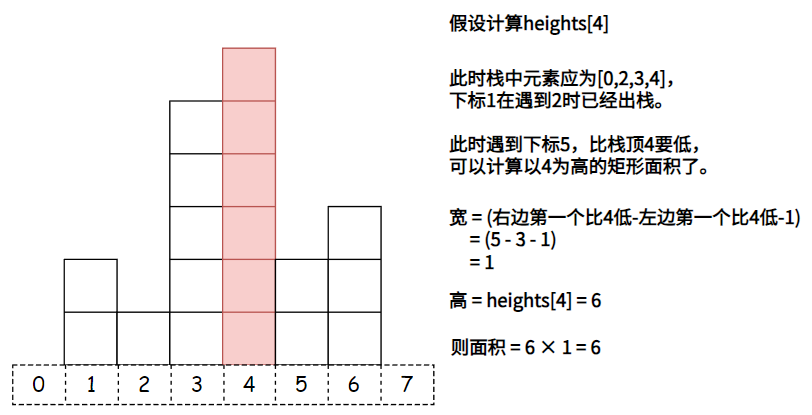 假设计算heights[4]
此时栈中元素应为[0,2,3,4]，
下标1在遇到2时已经出栈。
此时遇到下标5，比栈顶4要低，
可以计算以4为高的矩形面积了。
宽 = (右边第一个比4低-左边第一个比4低-1)
= (5 - 3 - 1)
= 1
高 = heights[4] = 6
则面积 = 6 × 1 = 6
0 1 2 3 4 5 6 7